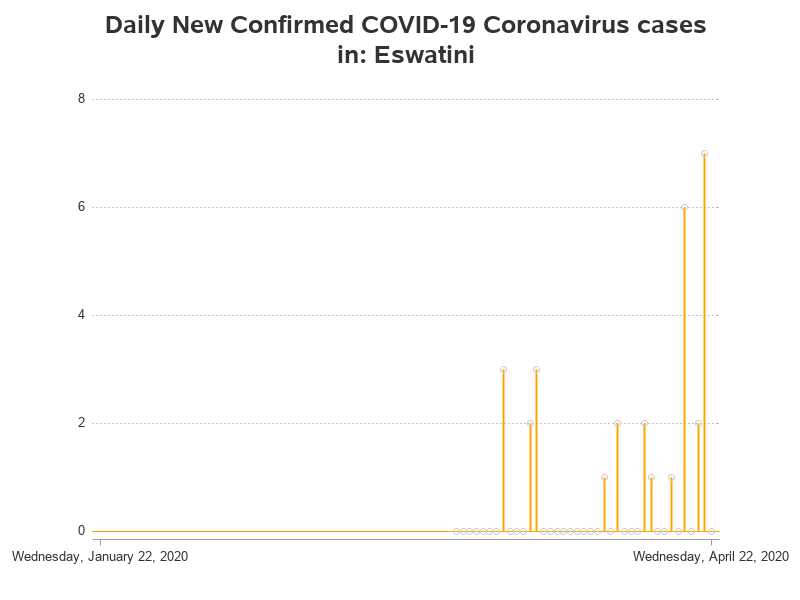 Daily New Confirmed COVID-19 Coronavirus cases
in: Eswatini
8
6
4
2
0
Wednesday, January 22, 2020 Wednesday, April 22, 2020